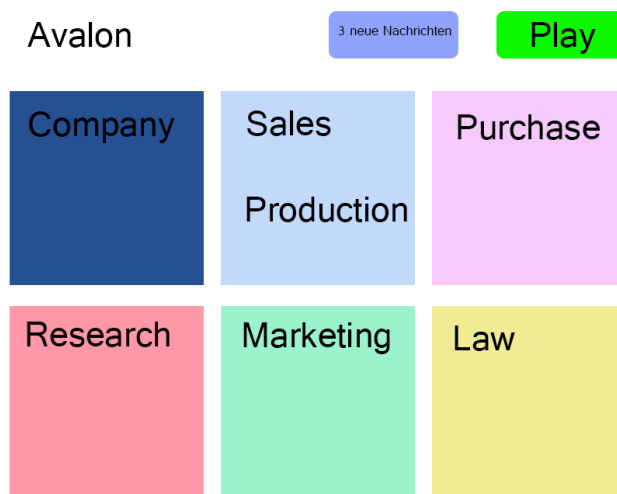 Avalon
3 neue Nachrichten
Play
Company
Sales
Purchase
Production
Research
Marketing
Law